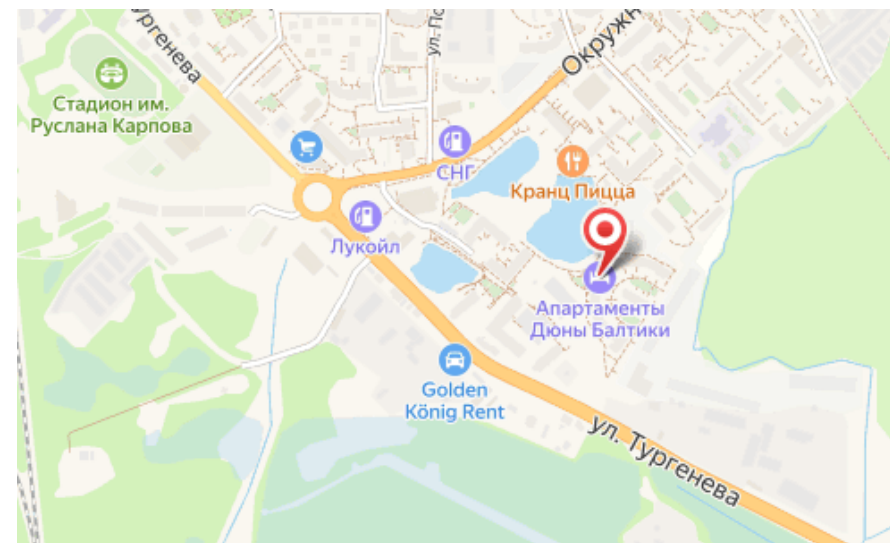 Тургенева
ул. По
Окружн
Стадион им.
Руслана Карпова
СНГ
Кранц Пицца
Лукойл
Апартаменты
Дюны Балтики
Golden
König Rent
ул. Тургенева